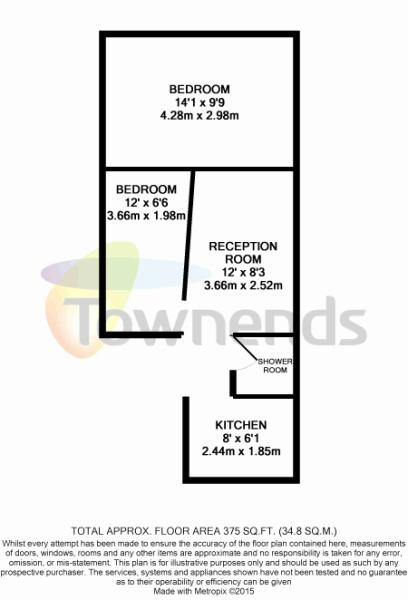 BEDROOM
14'1 x 9'9
4.28m x 2.98m
BEDROOM
12' x 6'6
3.66m x 1.98m
RECEPTION
ROOM
12' x 8'3
3.66m x 2.52m
Townends
SHOWER
ROOM
KITCHEN
8' x 6'1
2.44m x 1.85m
TOTAL APPROX. FLOOR AREA 375 SQ.FT. (34.8 SQ.M.)
Whilst every attempt has been made to ensure the accuracy of the floor plan contained here, measurements
of doors, windows, rooms and any other items are approximate and no responsibility is taken for any error,
omission, or mis-statement. This plan is for illustrative purposes only and should be used as such by any
prospective purchaser. The services, systems and appliances shown have not been tested and no guarantee
as to their operability or efficiency can be given
Made with Metropix ©2015